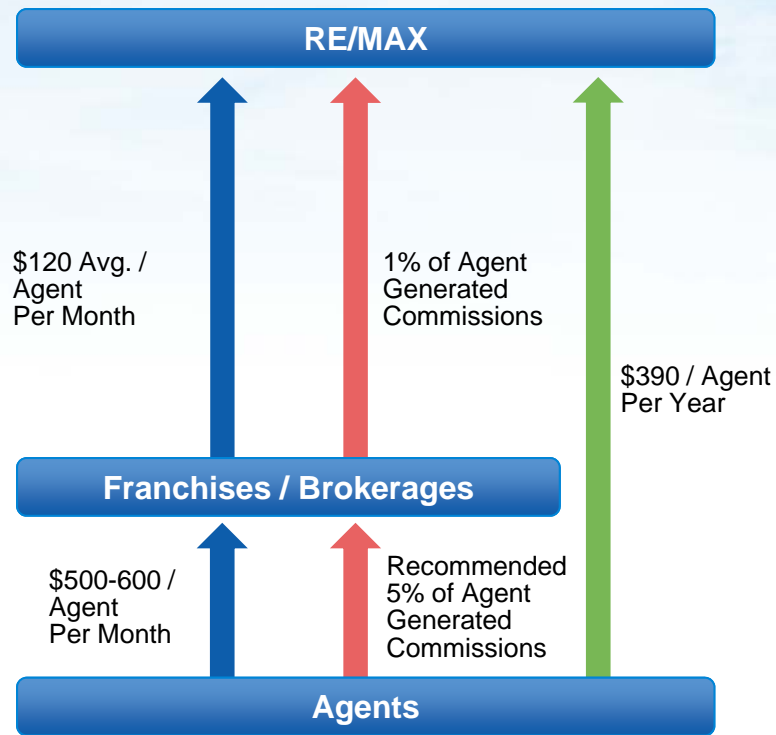 RE/MAX
$120 Avg. /
Agent
Per Month
1% of Agent
Generated
Commissions
$390 / Agent
Per Year
Franchises / Brokerages
$500-600 /
Agent
Per Month
Recommended
5% of Agent
Generated
Commissions
Agents